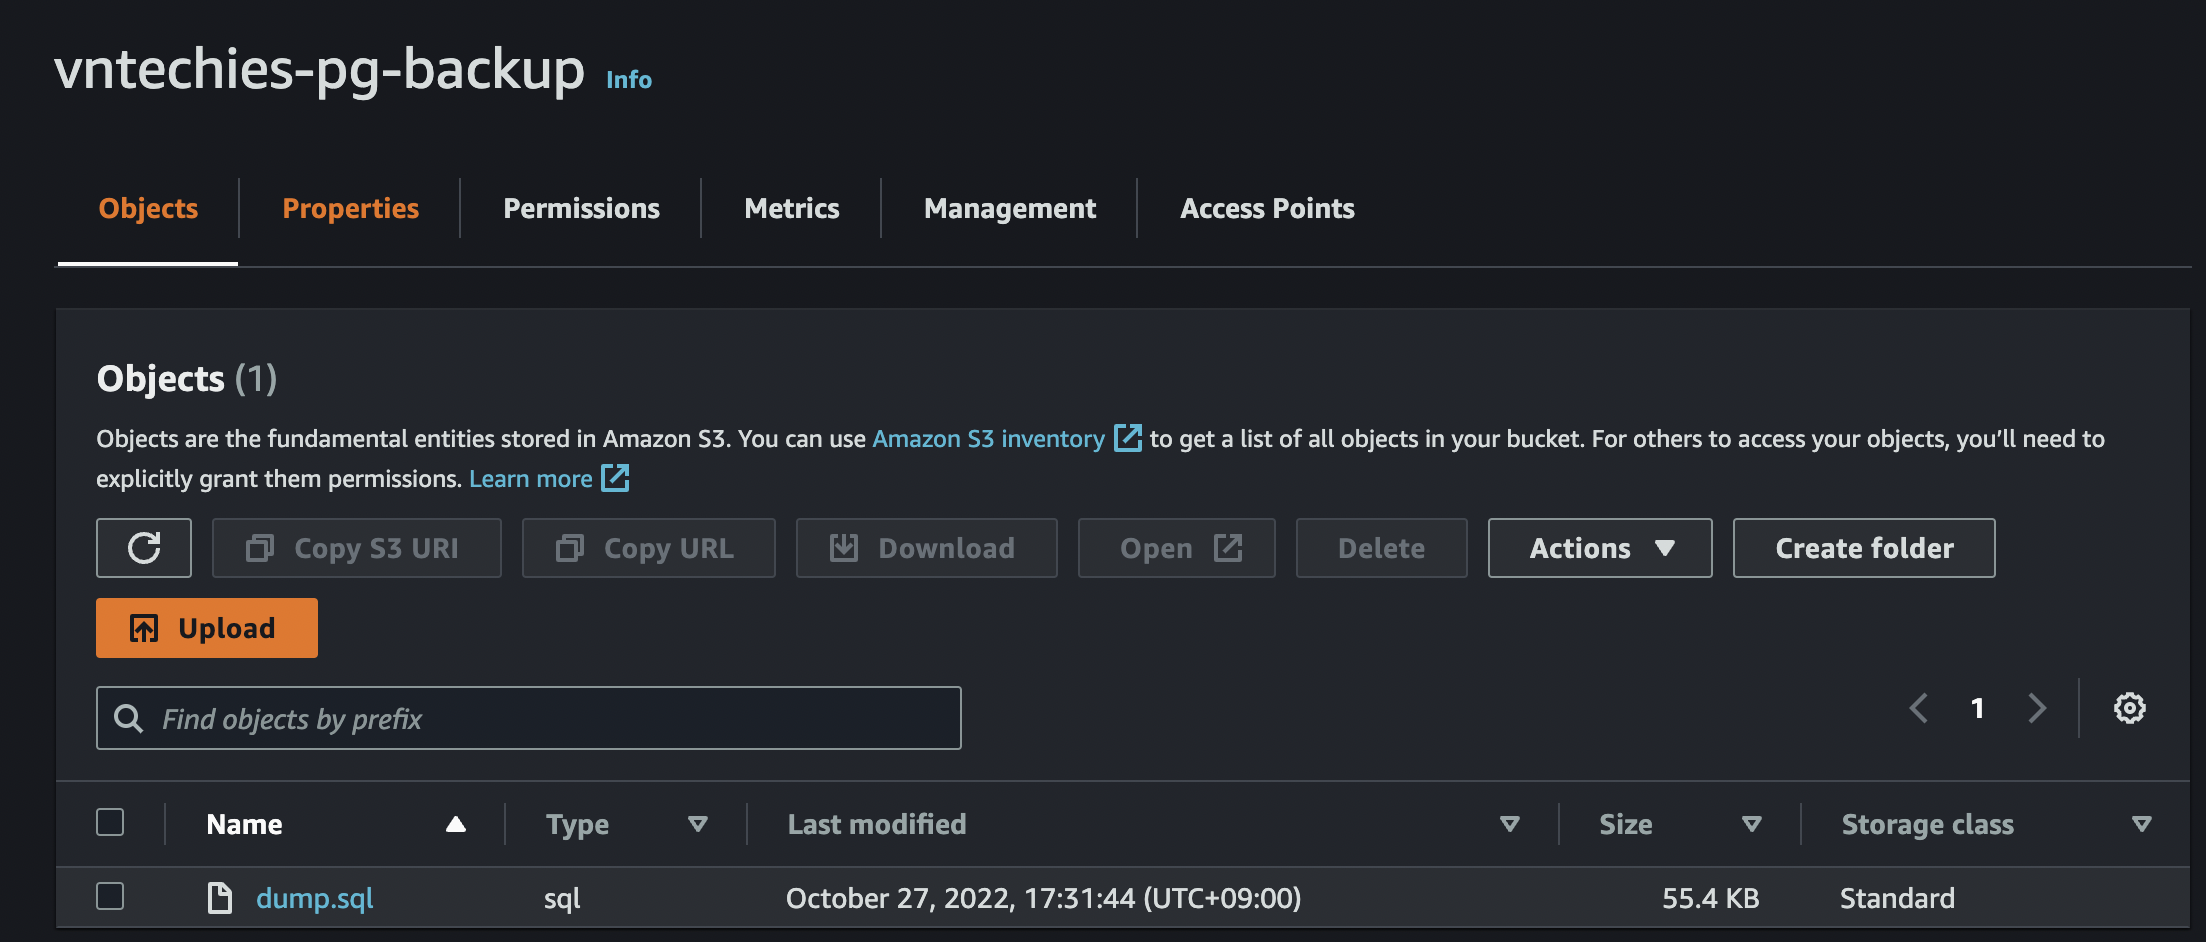 vntechies-pg-backup Info
Objects Properties Permissions Metrics Management Access Points
Objects (1)
Objects are the fundamental entities stored in Amazon S3. You can use Amazon S3 inventory to get a list of all objects in your bucket. For others to access your objects, you’ll need to
explicitly grant them permissions. Learn more
Copy S3 URI Copy URL Download Open Delete Actions Create folder
Upload
Find objects by prefix 1
Name Type Last modified Size Storage class
dump.sql sql October 27, 2022, 17:31:44 (UTC+09:00) 55.4 KB Standard